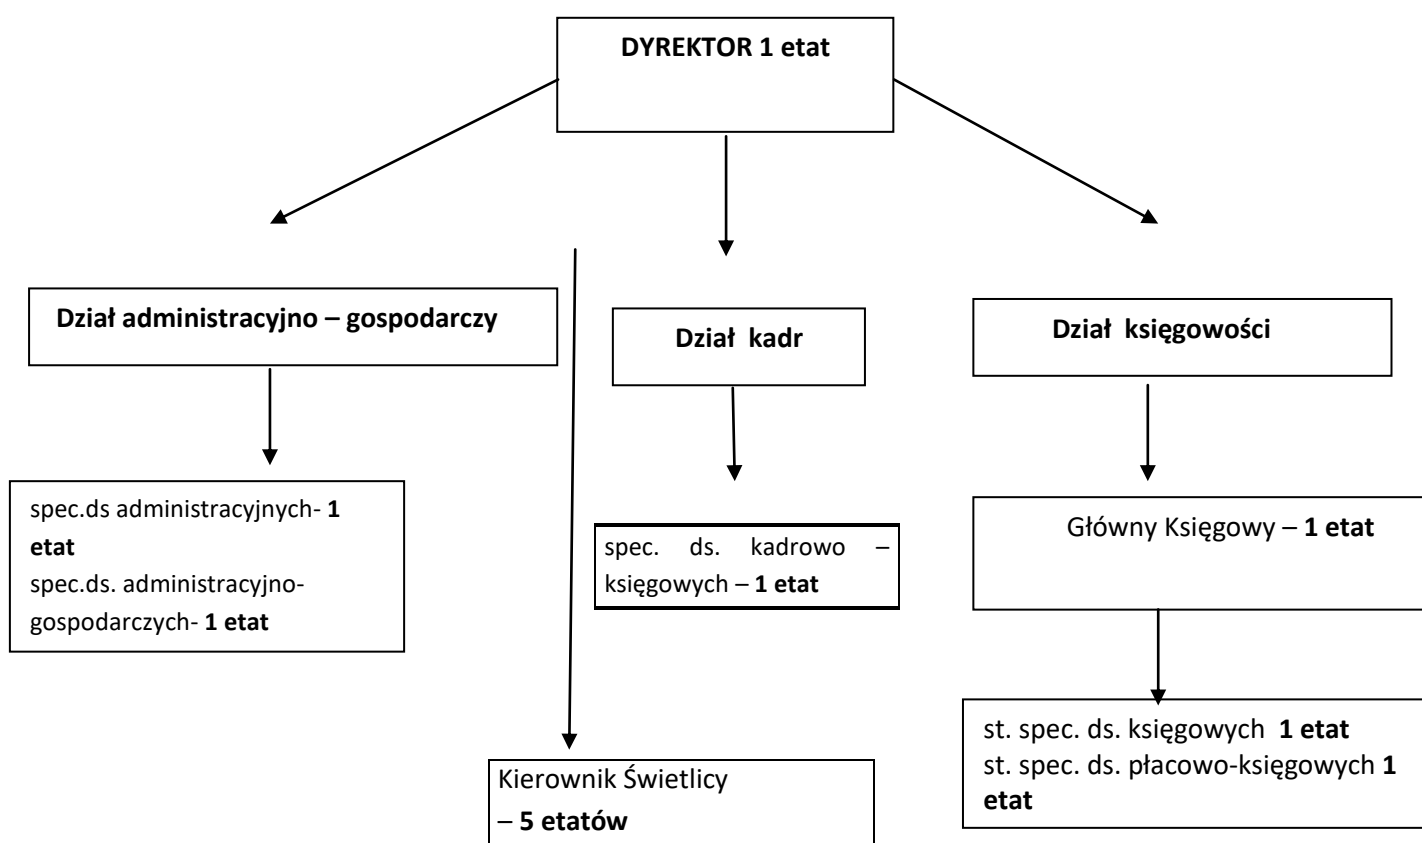 DYREKTOR 1 etat
Dział administracyjno – gospodarczy
Dział kadr
Dział księgowości
spec.ds administracyjnych- 1
etat
spec.ds. administracyjno-
gospodarczych- 1 etat
spec. ds. kadrowo –
księgowych – 1 etat
Główny Księgowy – 1 etat
st. spec. ds. księgowych 1 etat
st. spec. ds. płacowo-księgowych 1
etat
Kierownik Świetlicy
– 5 etatów